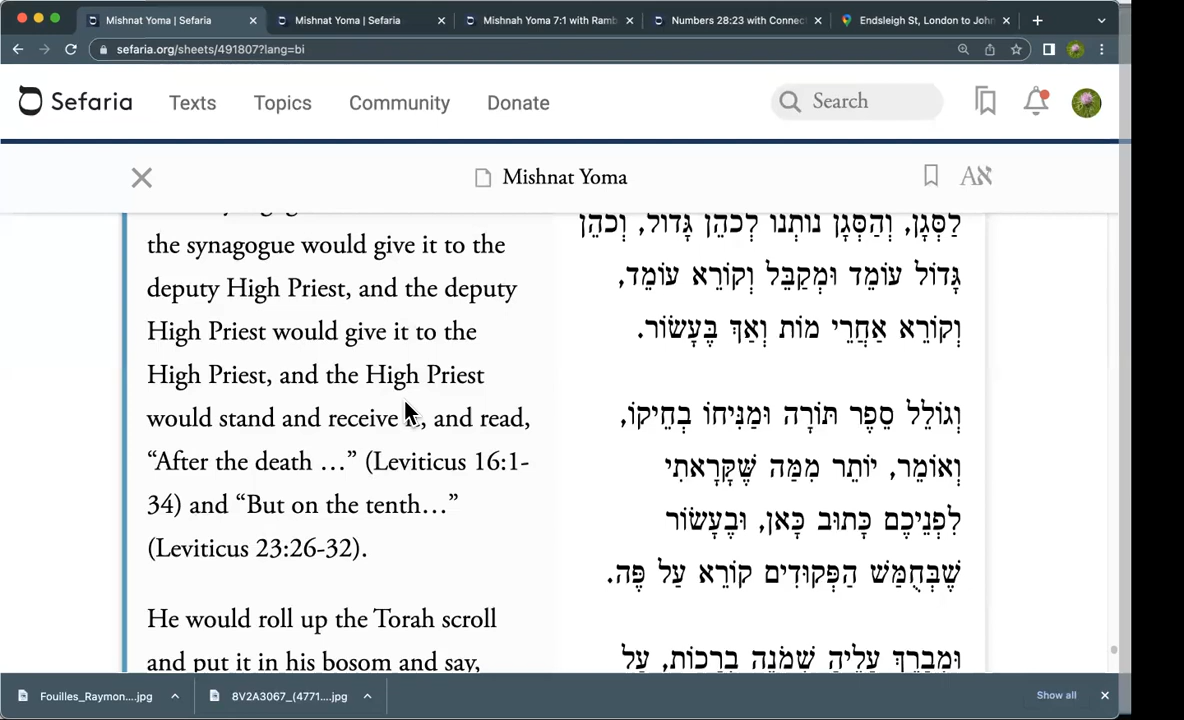 Mishnat Yoma | Sefaria
Mishnat Yoma | Sefaria
Mishnah Yoma 7:1 with Ramb
Numbers 28:23 with Connec
Endsleigh St, London to John
sefaria.org/sheets/491807?lang=bi
Sefaria
Texts
Topics
Community
Donate
Search
Mishnat Yoma
the synagogue would give it to the
deputy High Priest, and the deputy
High Priest would give it to the
High Priest, and the High Priest
would stand and receive it, and read,
“After the death …” (Leviticus 16:1-
34) and “But on the tenth…”
(Leviticus 23:26-32).
He would roll up the Torah scroll
and put it in his bosom and say,
לַסְּגָן, וְהַסְּגָן נוֹתְנוֹ לְכֹהֵן גָּדוֹל, וְכֹהֵן
גָּדוֹל עוֹמֵד וּמְקַבֵּל וְקוֹרֵא עוֹמֵד,
וְקוֹרֵא אַחֲרֵי מוֹת וְאַךְ בֶּעָשׂוֹר.
וְגוֹלֵל סֵפֶר תּוֹרָה וּמַנִּיחוֹ בְחֵיקוֹ,
וְאוֹמֵר, יוֹתֵר מִמַּה שֶּׁקָּרָאתִי
לִפְנֵיכֶם כָּתוּב כָּאן, וּבֶעָשׂוֹר
שֶׁבְּחֻמַּשׁ הַפְּקוּדִים קוֹרֵא עַל פֶּה.
וּמְבָרֵךְ עָלֶיהָ שְׁמֹנֶה בְרָכוֹת, עַל
Fouilles_Raymon....jpg
8V2A3067_(4771....jpg
Show all